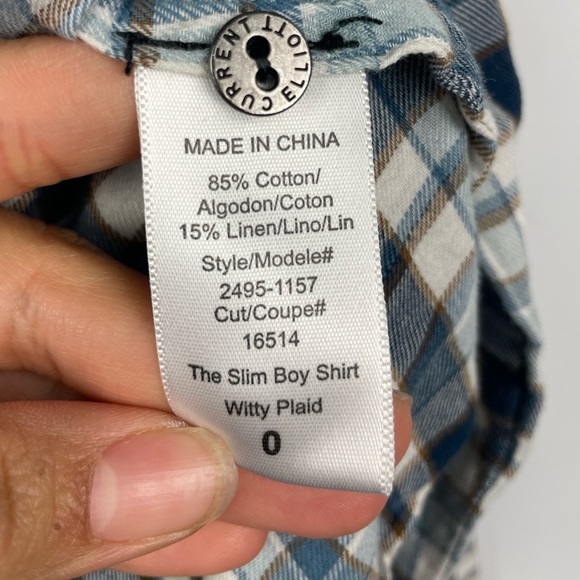 CURRENT ELLIOTT
MADE IN CHINA
85% Cotton/
Algodon/Coton
15% Linen/Lino/Lin
Style/Modele#
2495-1157
Cut/Coupe#
16514
The Slim Boy Shirt
Witty Plaid
0